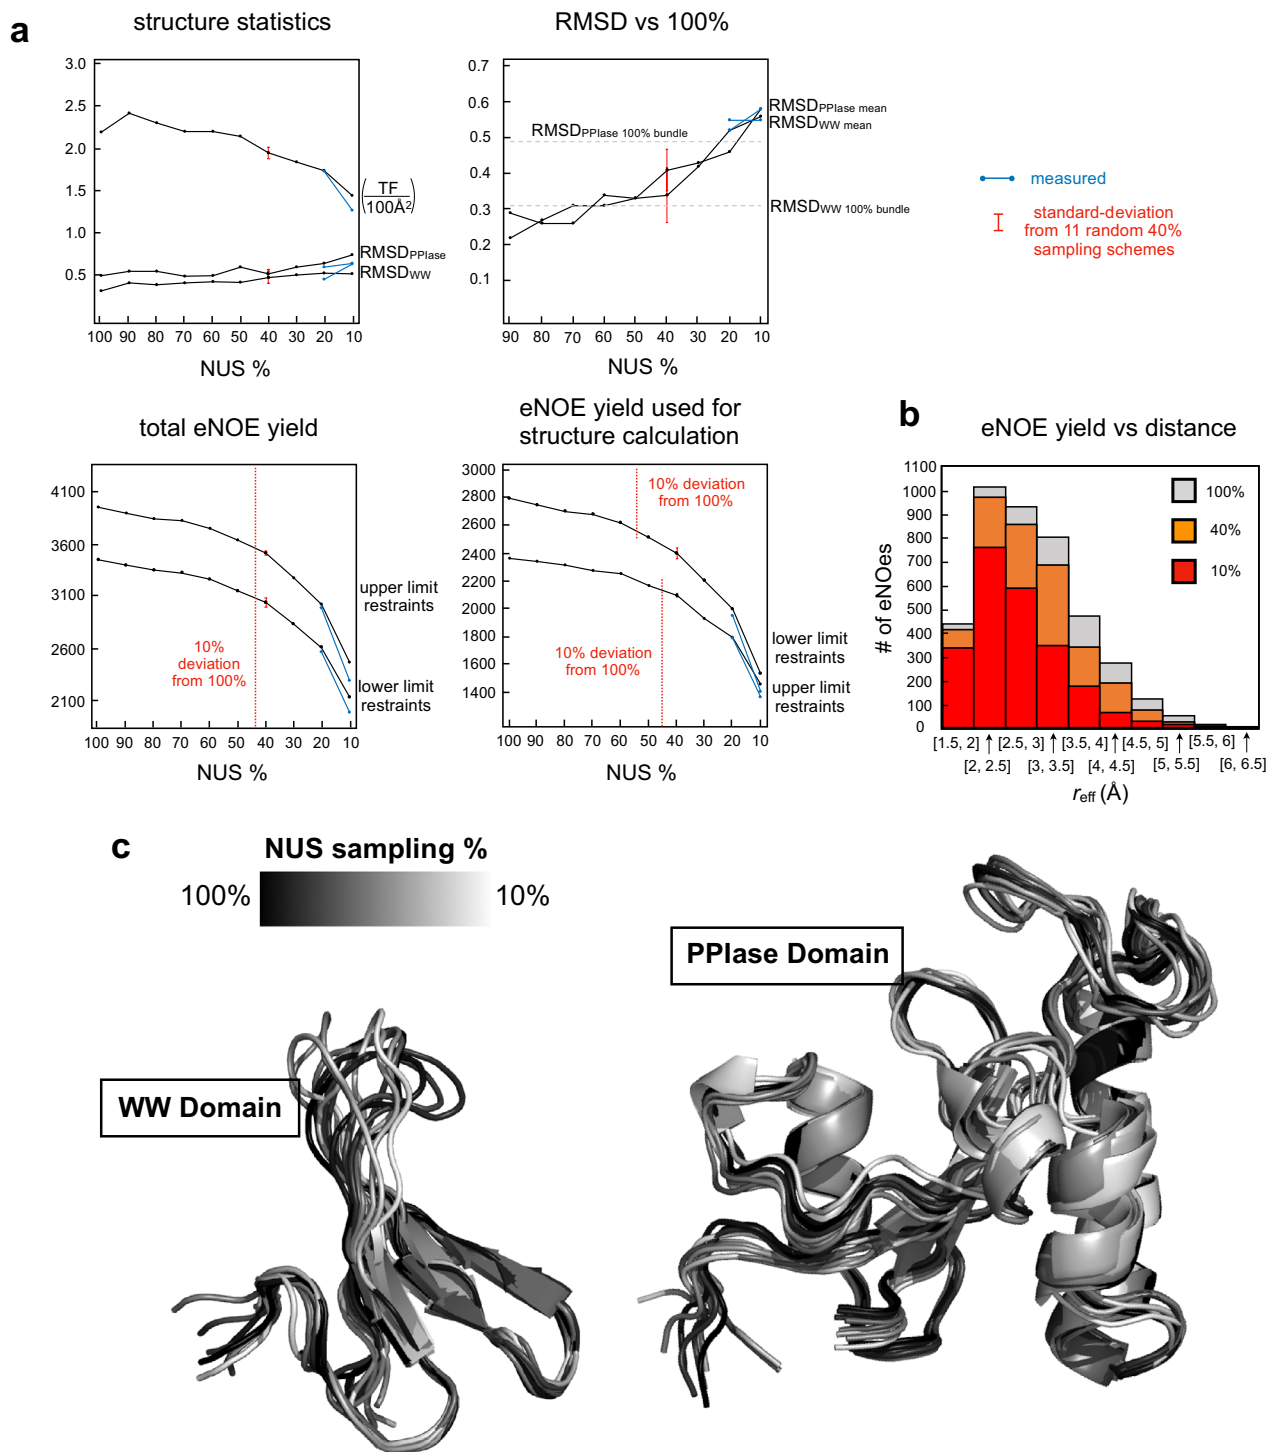 a
structure statistics
3.0
2.5
2.0
1.5
1.0
0.5
100 90 80 70 60 50 40 30 20 10
NUS %
(TF
100Å²)
RMSDPPIase
RMSDWW
RMSD vs 100%
0.7
0.6
0.5
0.4
0.3
0.2
0.1
90 80 70 60 50 40 30 20 10
NUS %
RMSDPPIase 100% bundle
RMSDPPIase mean
RMSDWW mean
RMSDWW 100% bundle
measured
standard-deviation
from 11 random 40%
sampling schemes
total eNOE yield
4100
3600
3100
2600
2100
100 90 80 70 60 50 40 30 20 10
NUS %
10%
deviation
from 100%
upper limit
restraints
lower limit
restraints
eNOE yield used for
structure calculation
3000
2800
2600
2400
2200
2000
1800
1600
1400
100 90 80 70 60 50 40 30 20 10
NUS %
10% deviation
from 100%
10% deviation
from 100%
lower limit
restraints
upper limit
restraints
b
eNOE yield vs distance
# of eNOEs
1100
1000
900
800
700
600
500
400
300
200
100
0
100%
40%
10%
[1.5, 2] [2.5, 3] [3.5, 4] [4.5, 5] [5.5, 6]
[2, 2.5] [3, 3.5] [4, 4.5] [5, 5.5] [6, 6.5]
reff (Å)
c
NUS sampling %
100% 10%
WW Domain
PPIase Domain